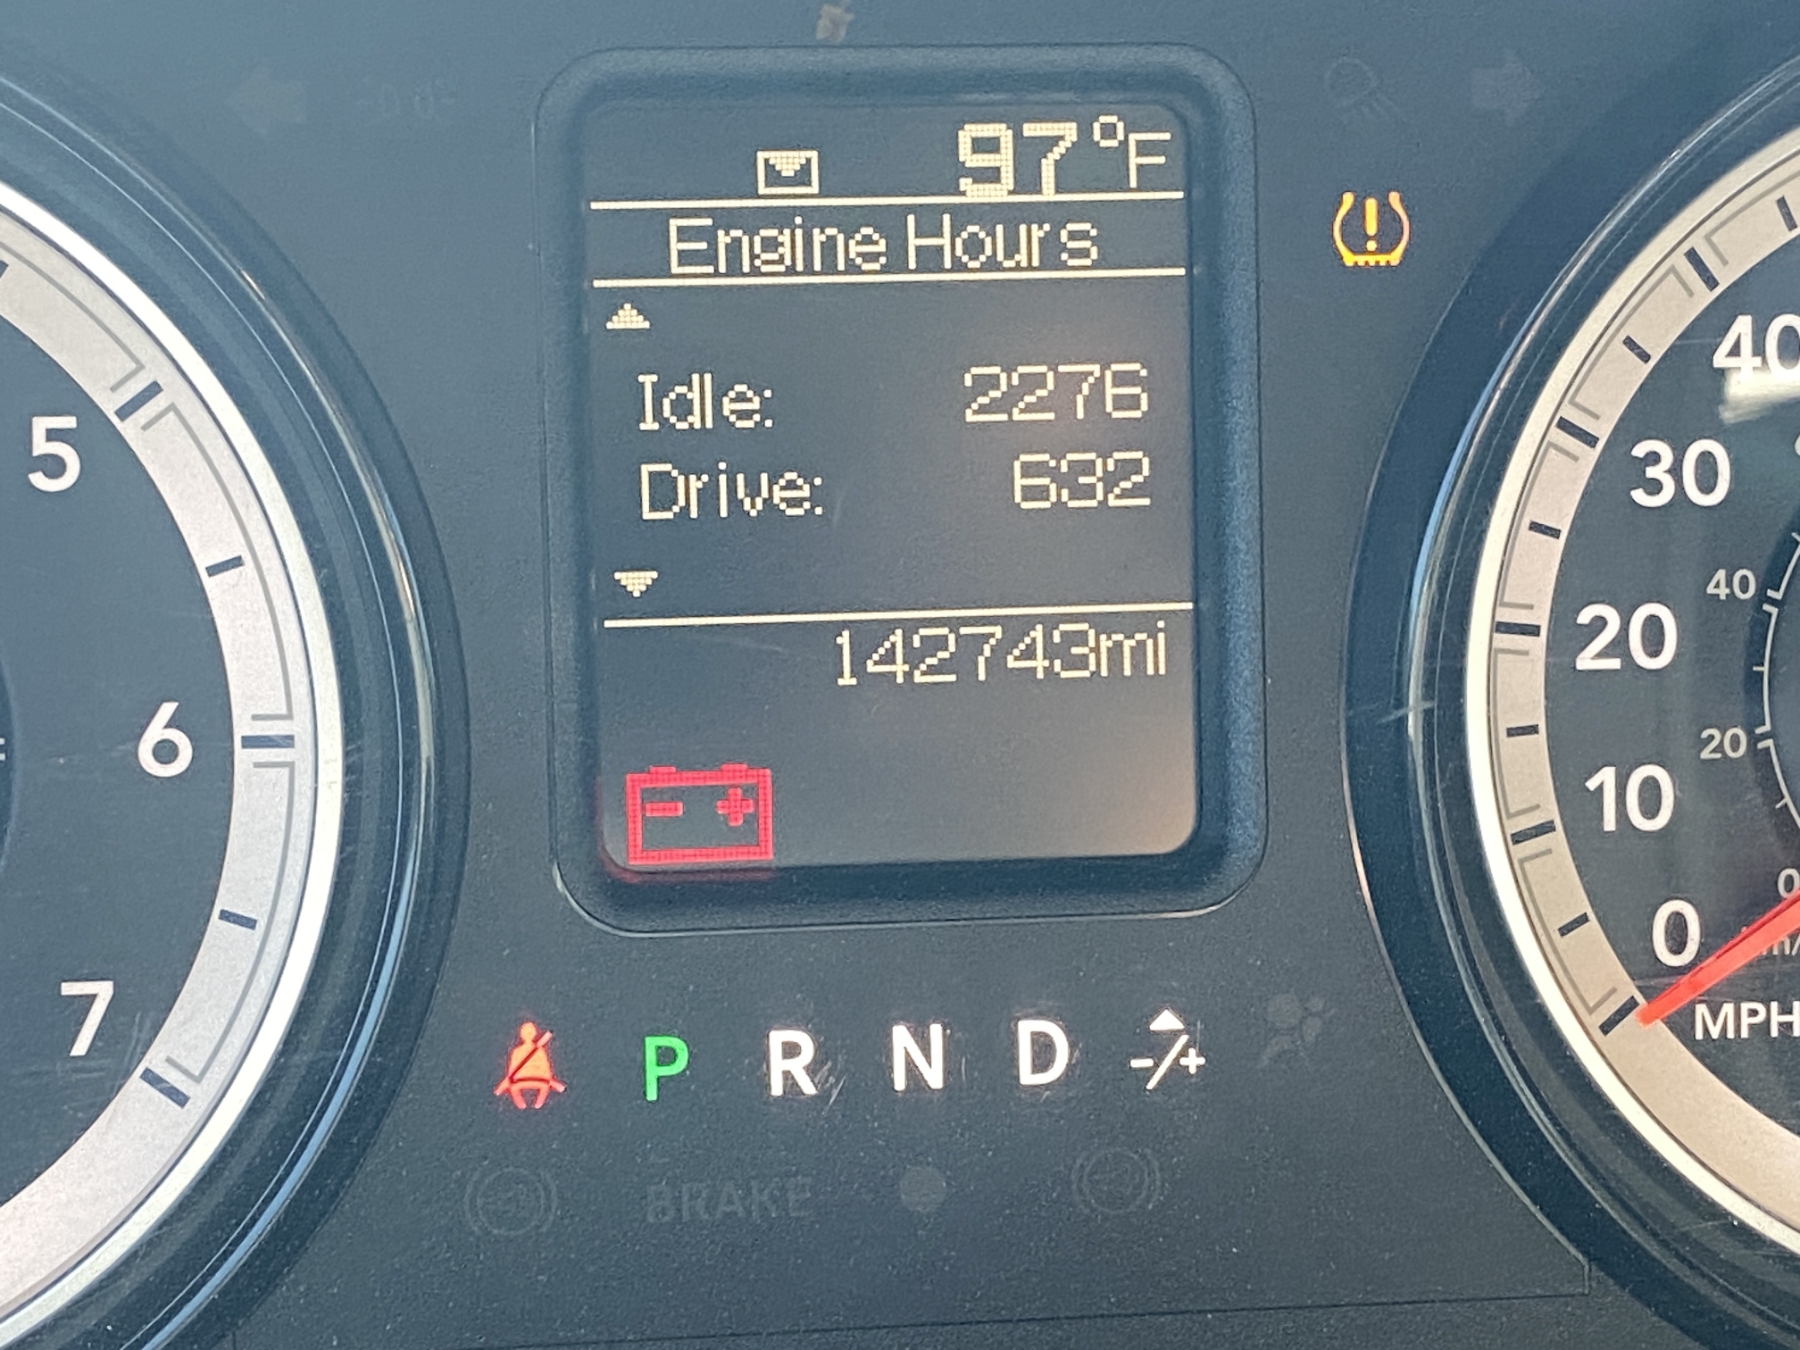 97°F
Engine Hours
Idle: 2276
Drive: 632
142743mi
- +
5
6
7
40
30
20
10
0
40
20
0
MPH
P R N D -/+
BRAKE